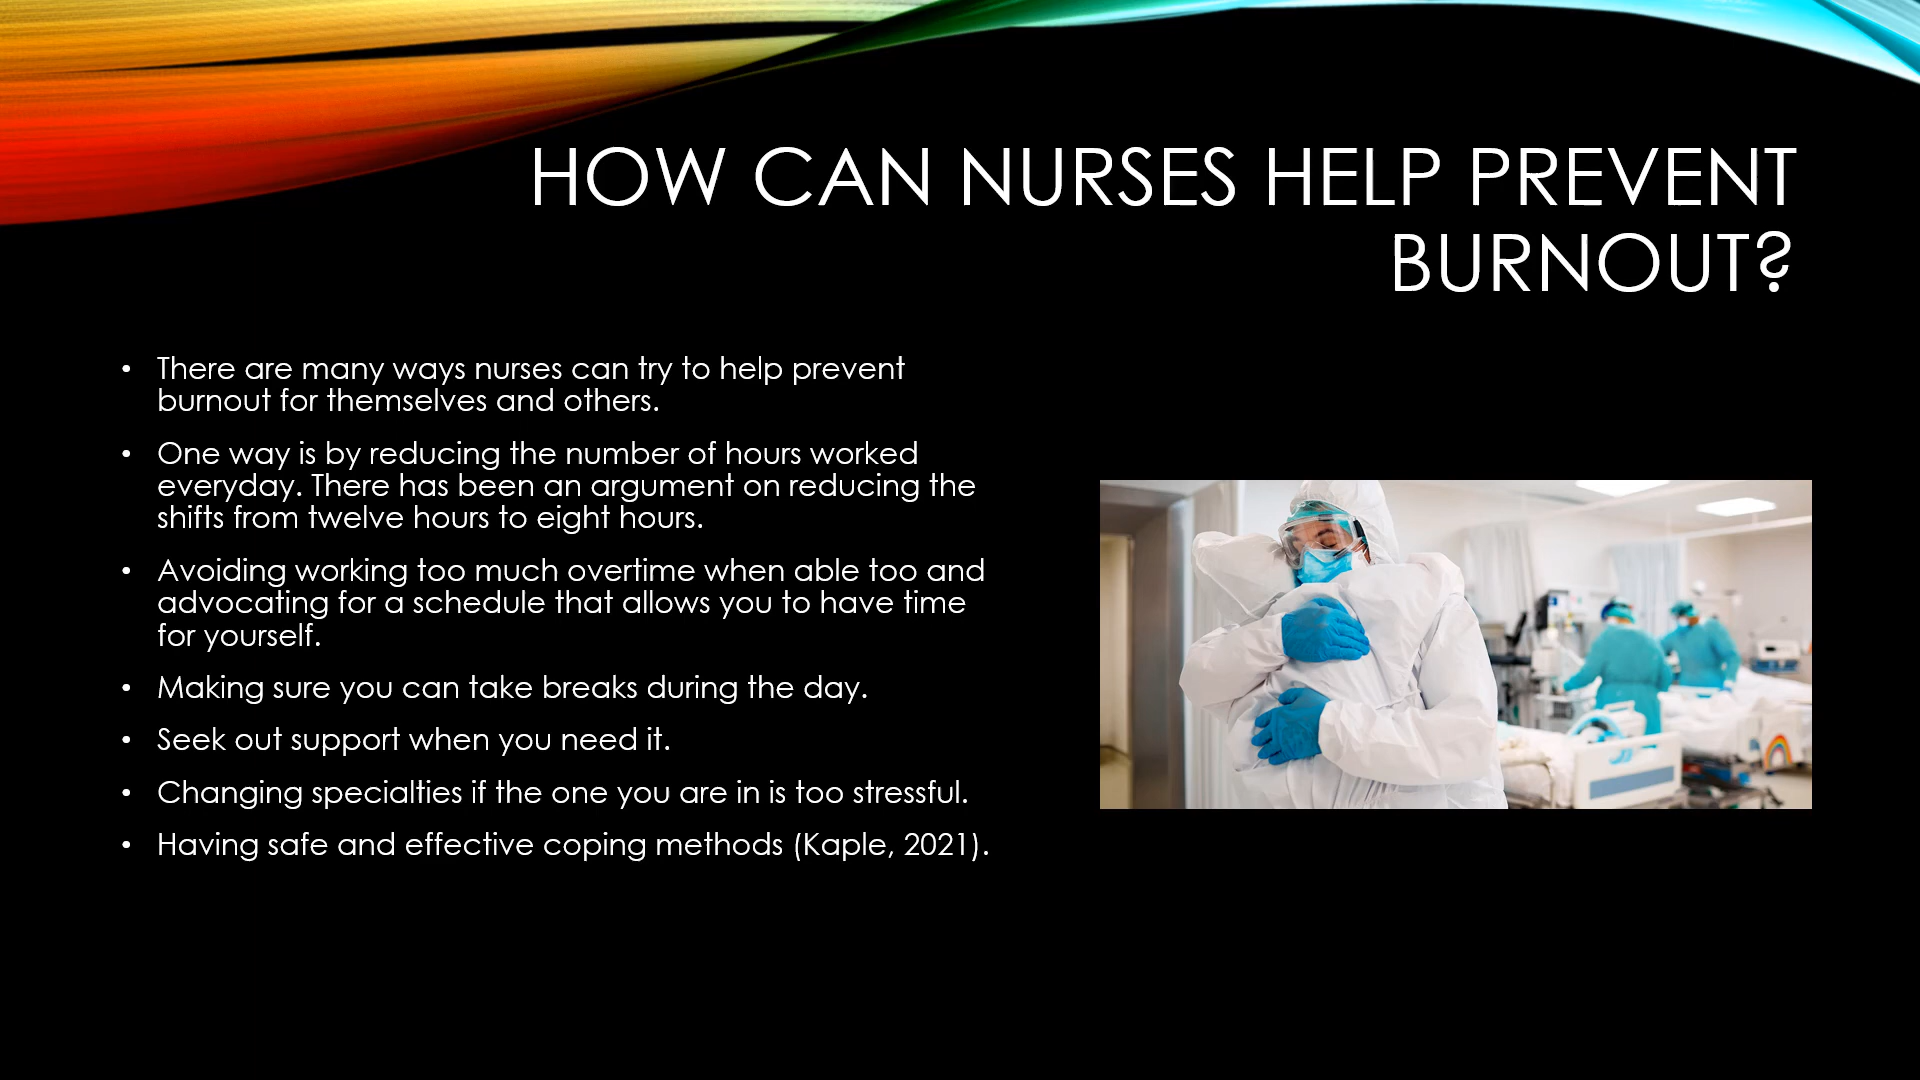 HOW CAN NURSES HELP PREVENT
BURNOUT?
• There are many ways nurses can try to help prevent
burnout for themselves and others.
• One way is by reducing the number of hours worked
everyday. There has been an argument on reducing the
shifts from twelve hours to eight hours.
• Avoiding working too much overtime when able too and
advocating for a schedule that allows you to have time
for yourself.
• Making sure you can take breaks during the day.
• Seek out support when you need it.
• Changing specialties if the one you are in is too stressful.
• Having safe and effective coping methods (Kaple, 2021).